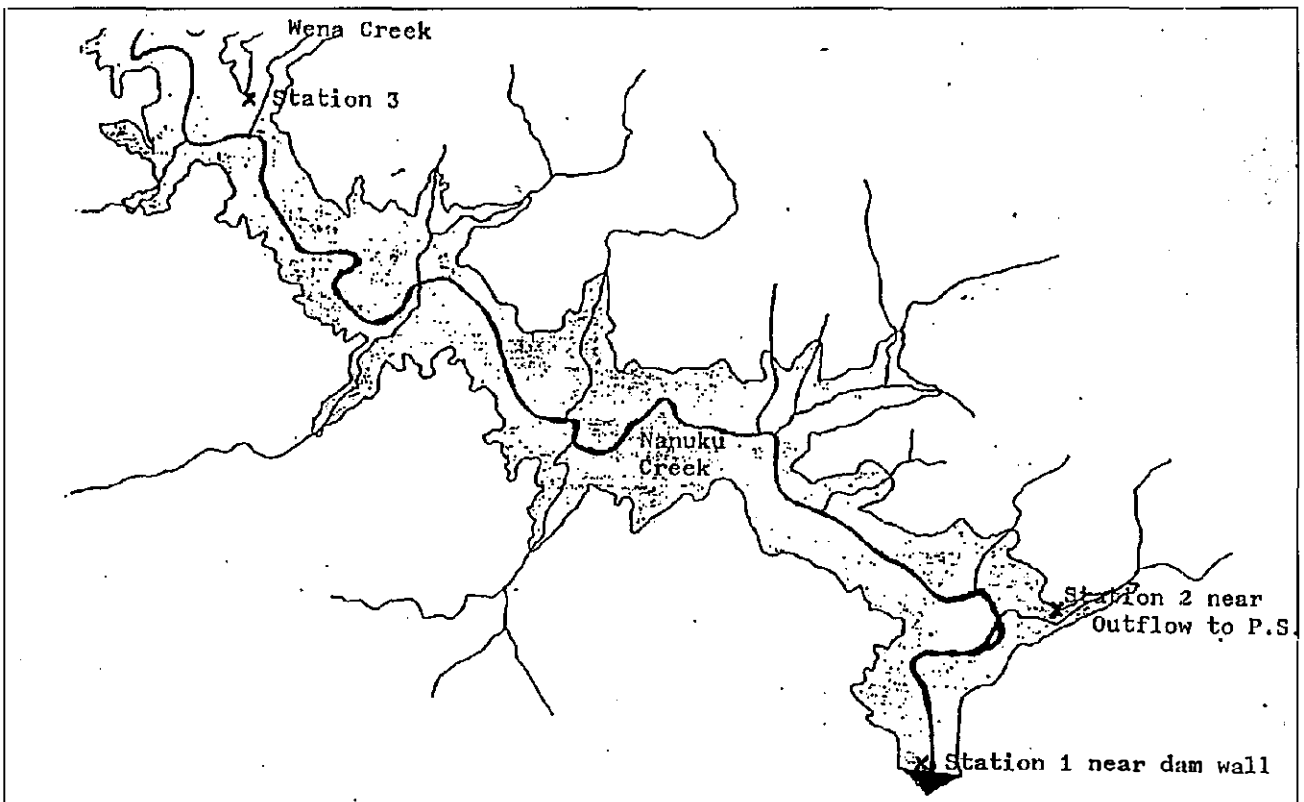 Wena Creek
Station 3
Nanuku
Creek
Station 2 near
Outflow to P.S.
Station 1 near dam wall